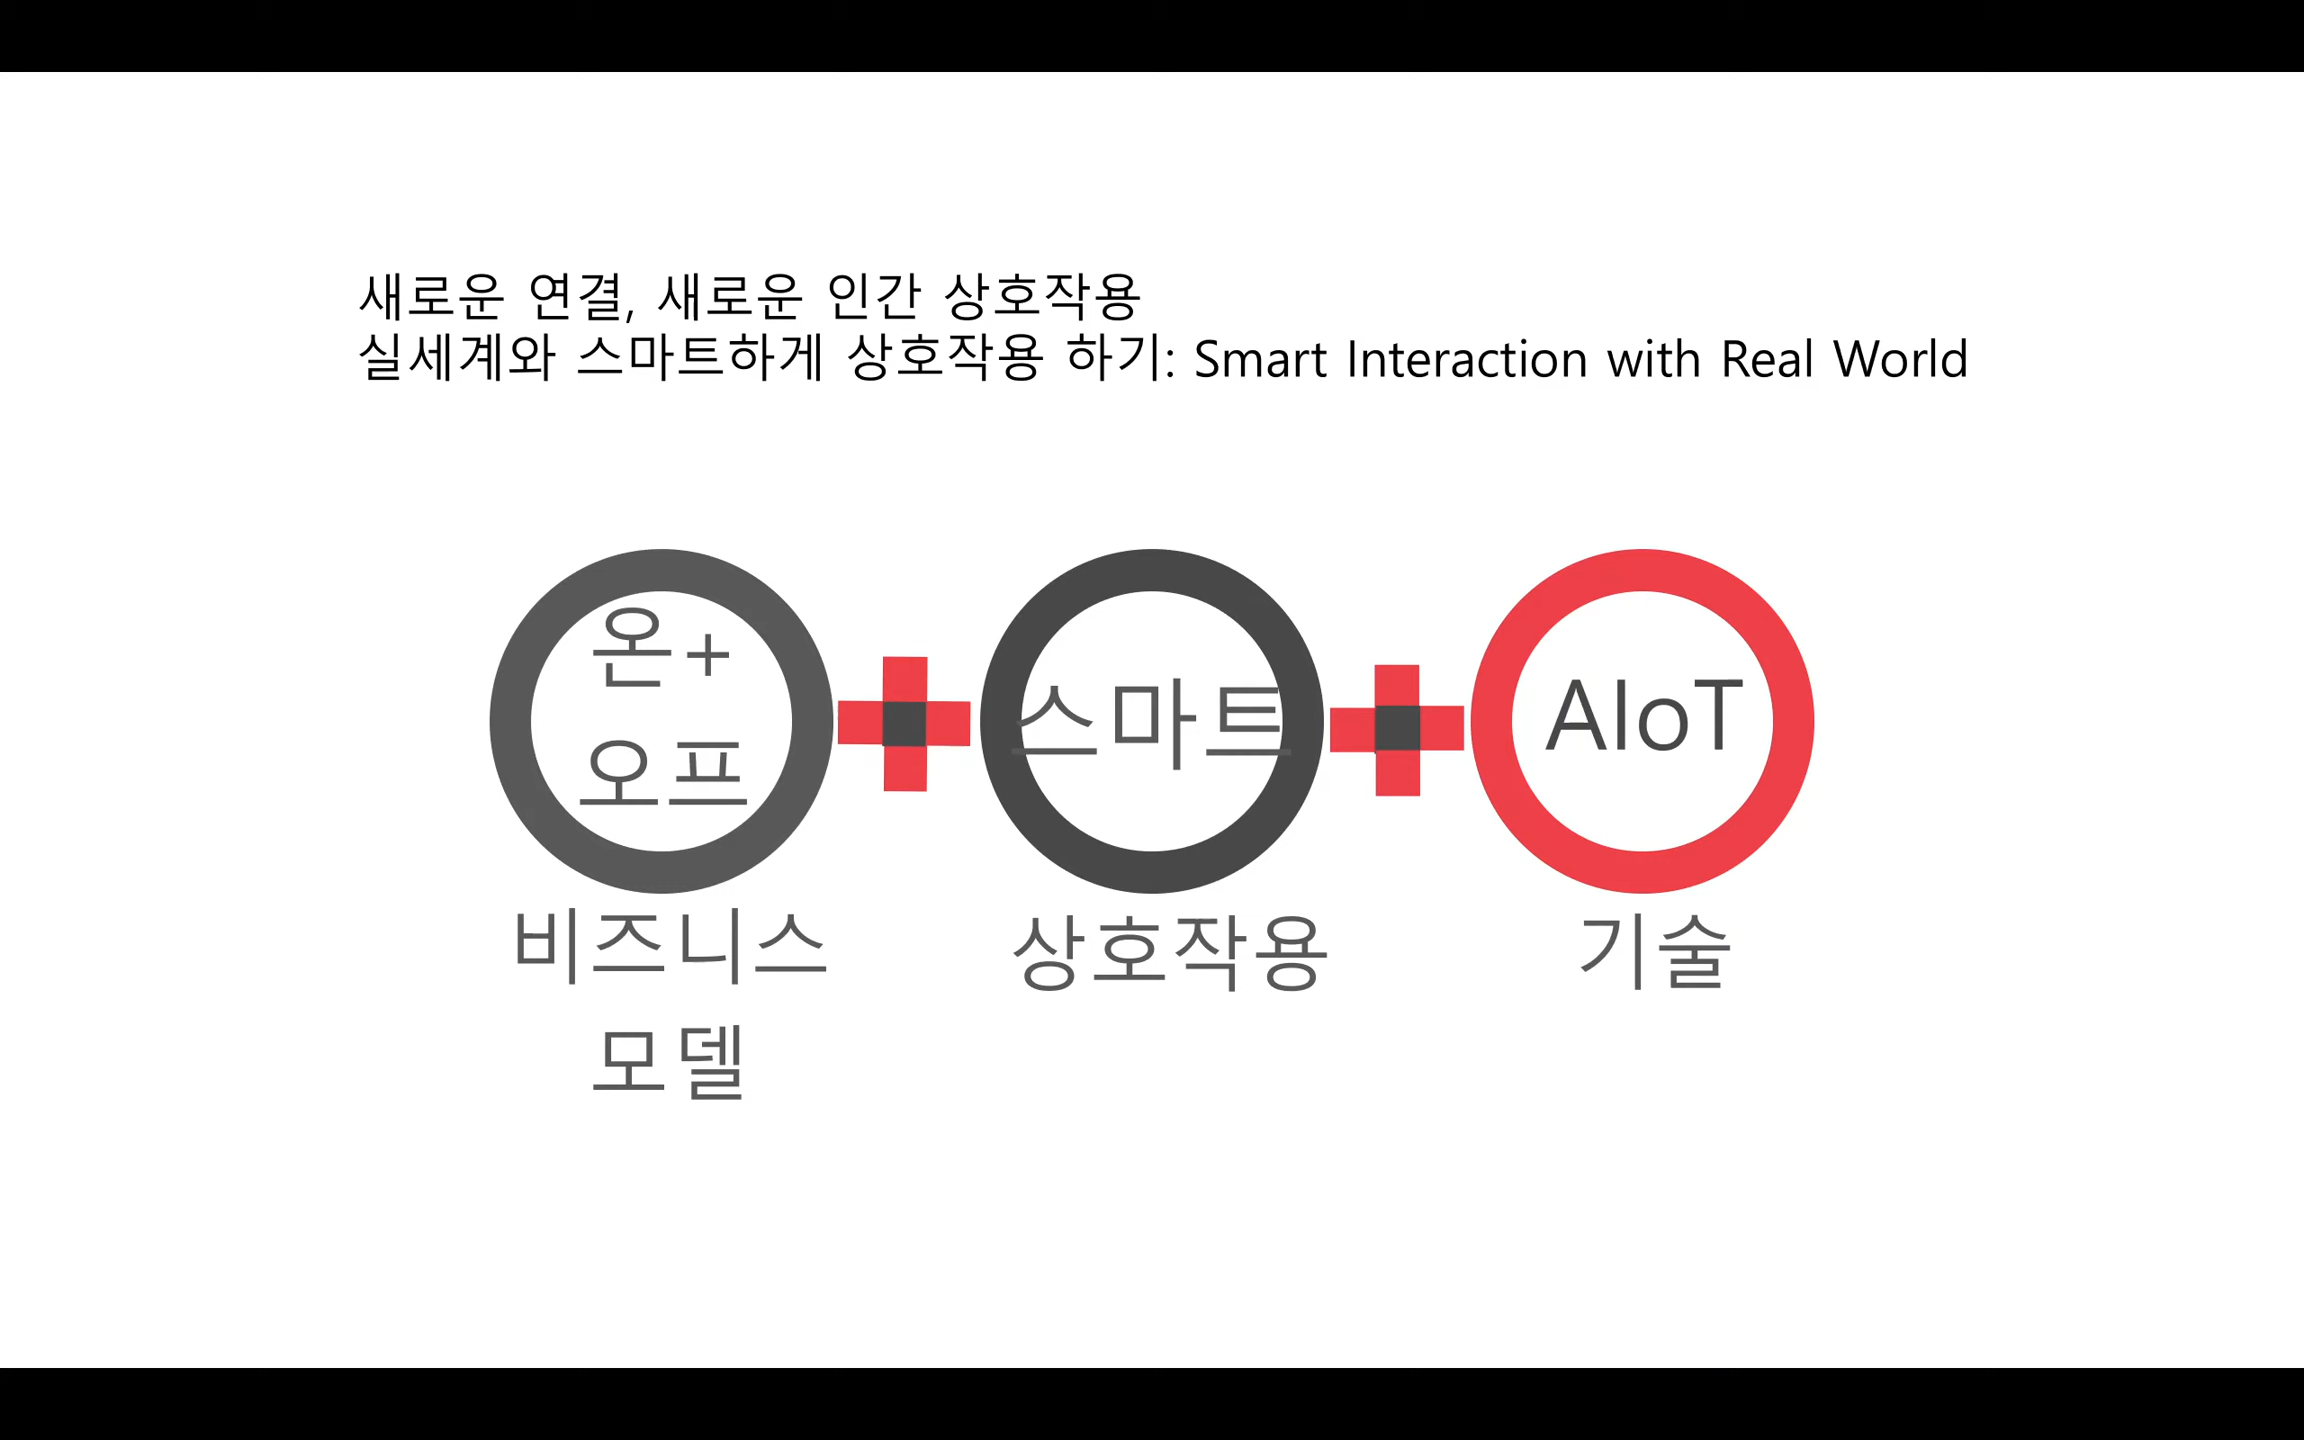 새로운 연결, 새로운 인간 상호작용
실세계와 스마트하게 상호작용 하기: Smart Interaction with Real World
온+
오프
스마트
AIoT
비즈니스
모델
상호작용
기술